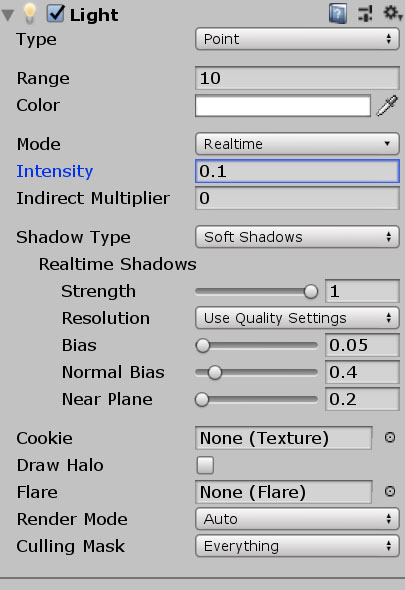 Light
Type Point
Range 10
Color
Mode Realtime
Intensity 0.1
Indirect Multiplier 0
Shadow Type Soft Shadows
Realtime Shadows
Strength 1
Resolution Use Quality Settings
Bias 0.05
Normal Bias 0.4
Near Plane 0.2
Cookie None (Texture)
Draw Halo
Flare None (Flare)
Render Mode Auto
Culling Mask Everything